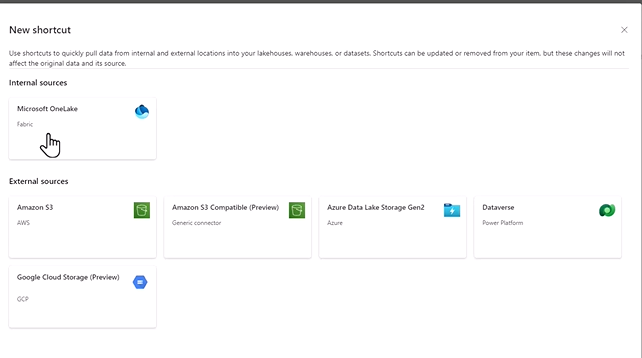 New shortcut
Use shortcuts to quickly pull data from internal and external locations into your lakehouses, warehouses, or datasets. Shortcuts can be updated or removed from your item, but these changes will not
affect the original data and its source.
Internal sources
Microsoft OneLake
Fabric
External sources
Amazon S3
AWS
Amazon S3 Compatible (Preview)
Generic connector
Azure Data Lake Storage Gen2
Azure
Dataverse
Power Platform
Google Cloud Storage (Preview)
GCP